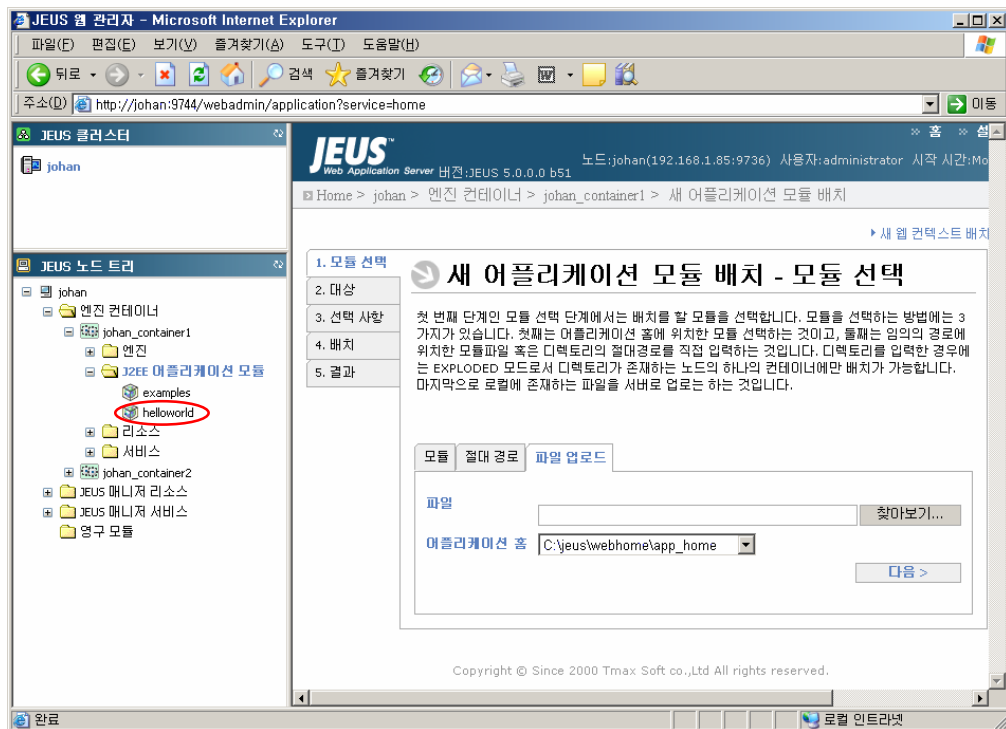 JEUS 웹 관리자 - Microsoft Internet Explorer
파일(F) 편집(E) 보기(V) 즐겨찾기(A) 도구(T) 도움말(H)
뒤로 검색 즐겨찾기
주소(D) http://johan:9744/webadmin/application?service=home 이동
JEUS 클러스터
johan
JEUS 노드 트리
johan
엔진 컨테이너
johan_container1
엔진
J2EE 어플리케이션 모듈
examples
helloworld
리소스
서비스
johan_container2
JEUS 매니저 리소스
JEUS 매니저 서비스
영구 모듈
» 홈 » 설
JEUS™
Web Application Server 버전:JEUS 5.0.0.0 b51
노드:johan(192.168.1.85:9736) 사용자:administrator 시작 시간:Mo
Home > johan > 엔진 컨테이너 > johan_container1 > 새 어플리케이션 모듈 배치
새 웹 컨텍스트 배치
1. 모듈 선택
2. 대상
3. 선택 사항
4. 배치
5. 결과
새 어플리케이션 모듈 배치 - 모듈 선택
첫 번째 단계인 모듈 선택 단계에서는 배치를 할 모듈을 선택합니다. 모듈을 선택하는 방법에는 3
가지가 있습니다. 첫째는 어플리케이션 홈에 위치한 모듈 선택하는 것이고, 둘째는 임의의 경로에
위치한 모듈파일 혹은 디렉토리의 절대경로를 직접 입력하는 것입니다. 디렉토리를 입력한 경우에
는 EXPLODED 모드로서 디렉토리가 존재하는 노드의 하나의 컨테이너에만 배치가 가능합니다.
마지막으로 로컬에 존재하는 파일을 서버로 업로는 하는 것입니다.
모듈 절대 경로 파일 업로드
파일 찾아보기...
어플리케이션 홈 C:\jeus\webhome\app_home
다음 >
Copyright © Since 2000 Tmax Soft co.,Ltd All rights reserved.
완료 로컬 인트라넷